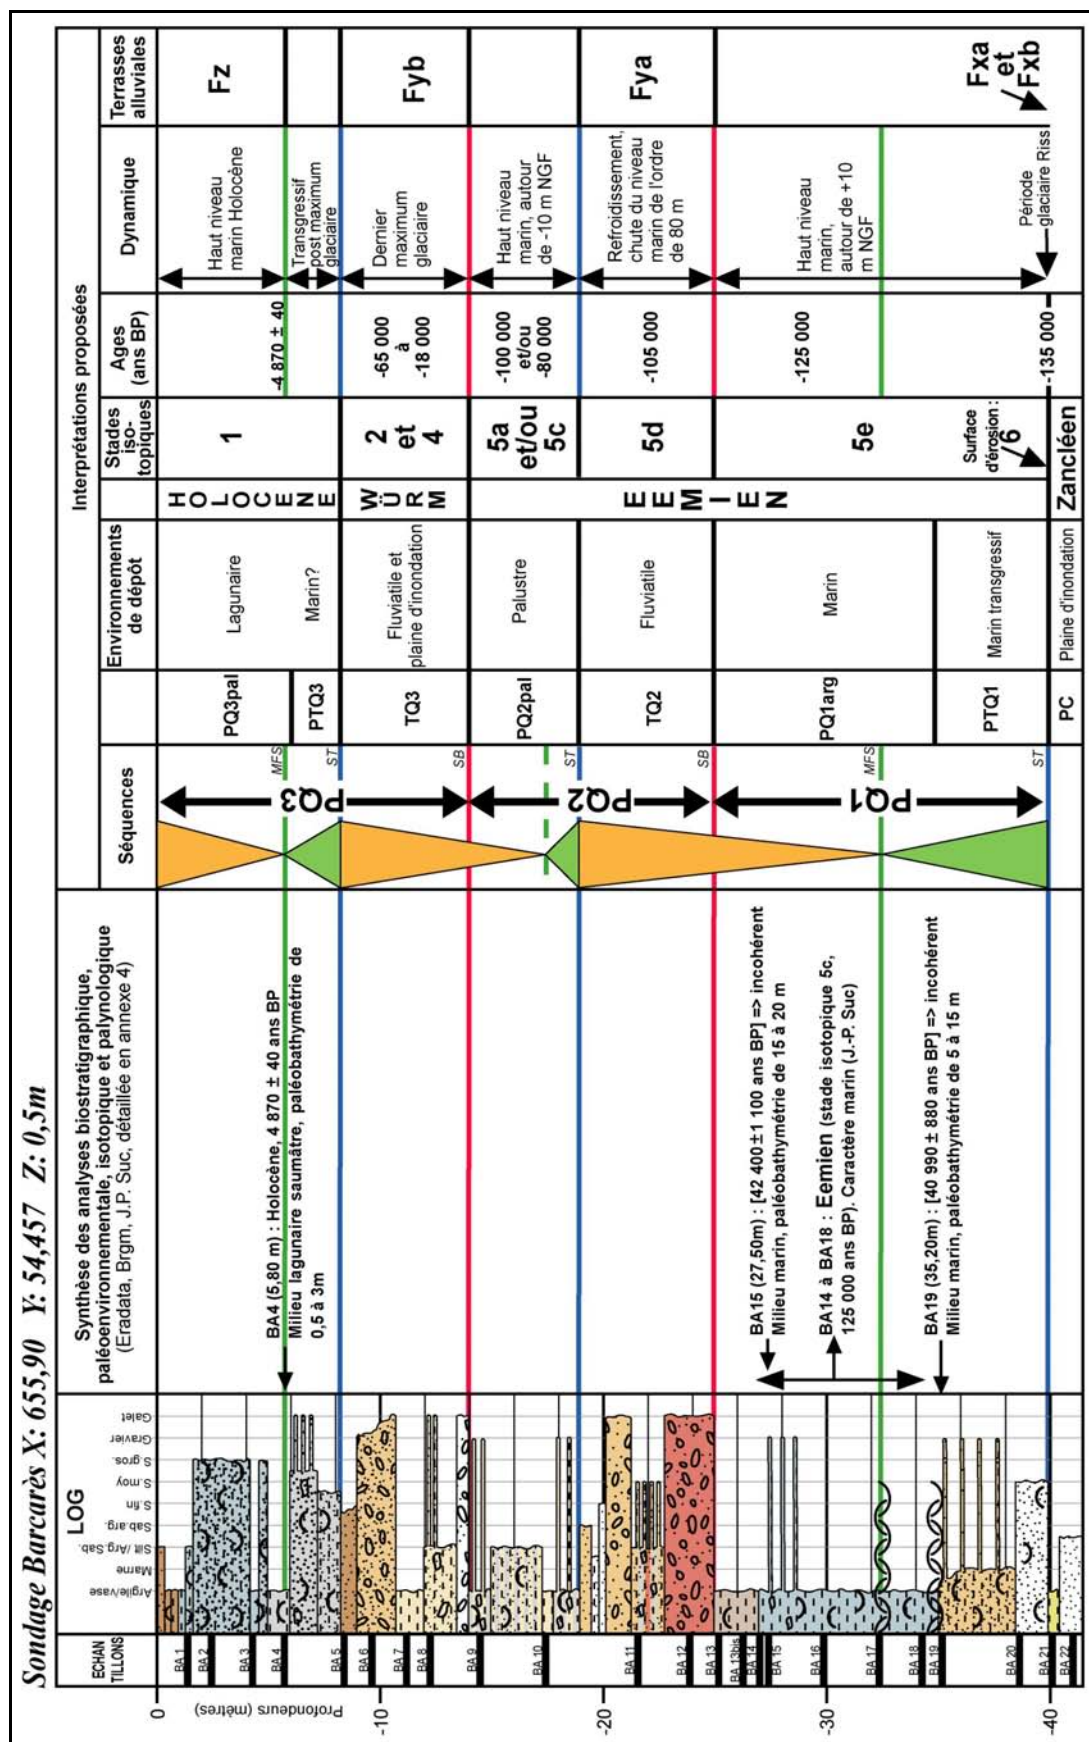 Sondage Barcarès X: 655,90 Y: 54,457 Z: 0,5m
ECHAN
TILLONS
LOG
Synthèse des analyses biostratigraphique,
paléoenvironnementale, isotopique et palynologique
(Eradata, Brgm, J.P. Suc, détaillée en annexe 4)
Interprétations proposées
Séquences
Environnements
de dépôt
Stades
iso-
topiques
Ages
(ans BP)
Dynamique
Terrasses
alluviales
Profondeurs (mètres)
0
-10
-20
-30
-40
Argile/vase
Marne
Silt /Arg.Sab.
Sab.arg.
S.fin
S.moy
S.gros.
Gravier
Galet
BA 1
BA 2
BA 3
BA 4
BA 5
BA 6
BA 7
BA 8
BA 9
BA 10
BA 11
BA 12
BA 13
BA 13bis
BA 14
BA 15
BA 16
BA 17
BA 18
BA 19
BA 20
BA 21
BA 22
BA4 (5,80 m) : Holocène, 4 870 ± 40 ans BP
Milieu lagunaire saumâtre, paléobathymétrie de
0,5 à 3m
BA15 (27,50m) : [42 400±1 100 ans BP] => incohérent
Milieu marin, paléobathymétrie de 15 à 20 m
BA14 à BA18 : Eemien (stade isotopique 5c,
125 000 ans BP). Caractère marin (J.-P. Suc)
BA19 (35,20m) : [40 990 ± 880 ans BP] => incohérent
Milieu marin, paléobathymétrie de 5 à 15 m
PQ3
PQ2
PQ1
MFS
ST
SB
ST
SB
MFS
ST
PQ3pal
PTQ3
TQ3
PQ2pal
TQ2
PQ1arg
PTQ1
PC
Lagunaire
Marin?
Fluviatile et
plaine d'inondation
Palustre
Fluviatile
Marin
Marin transgressif
Plaine d'inondation
HOLOCENE
WÜRM
EEMIEN
Zancléen
1
2
et
4
5a
et/ou
5c
5d
5e
Surface
d'érosion :
6
-4 870 ± 40
-65 000
à
-18 000
-100 000
et/ou
-80 000
-105 000
-125 000
-135 000
Haut niveau
marin Holocène
Transgressif
post maximum
glaciaire
Dernier
maximum
glaciaire
Haut niveau
marin, autour
de -10 m NGF
Refroidissement,
chute du niveau
marin de l'ordre
de 80 m
Haut niveau
marin,
autour de +10
m NGF
Période
glaciaire Riss
Fz
Fyb
Fya
Fxa
et
Fxb